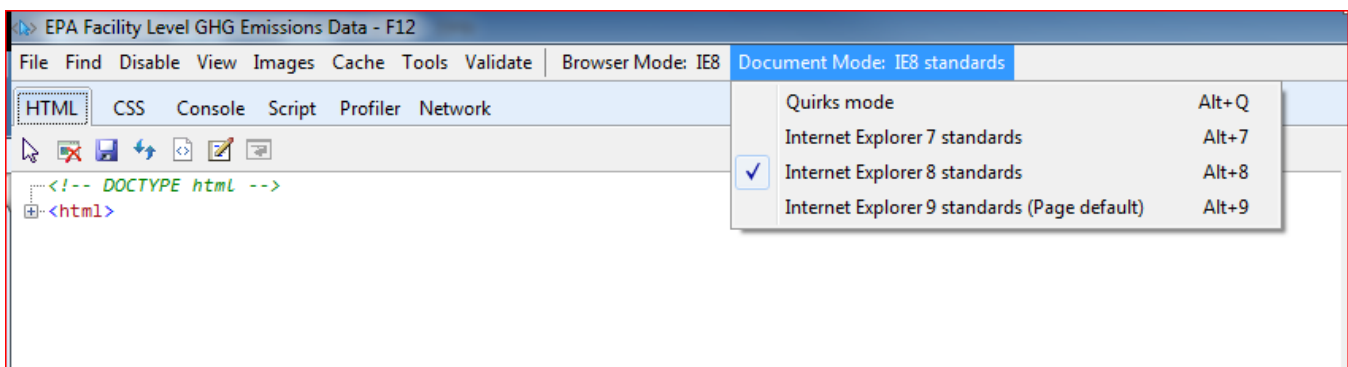 EPA Facility Level GHG Emissions Data - F12
File Find Disable View Images Cache Tools Validate Browser Mode: IE8 Document Mode: IE8 standards
HTML CSS Console Script Profiler Network
Quirks mode Alt+Q
Internet Explorer 7 standards Alt+7
Internet Explorer 8 standards Alt+8
Internet Explorer 9 standards (Page default) Alt+9
<!-- DOCTYPE html -->
<html>